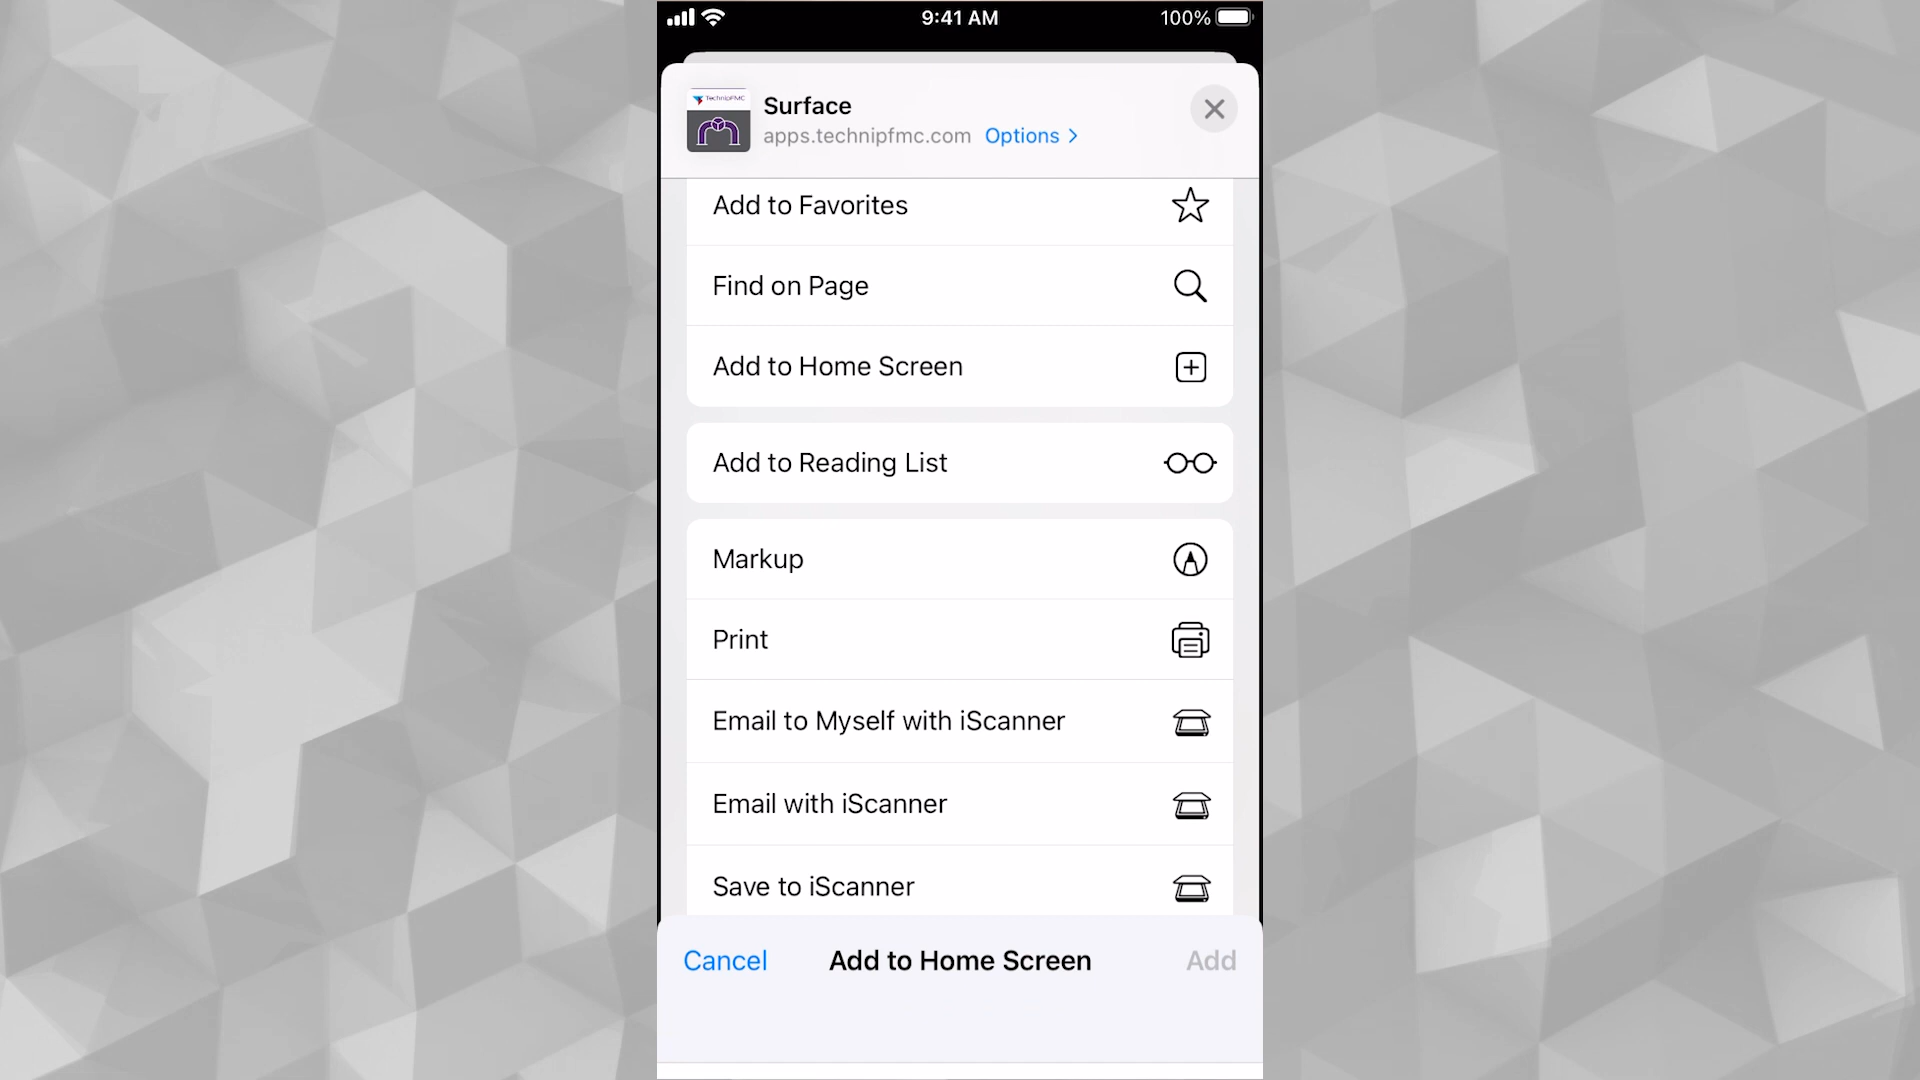 9:41 AM
100%
TechnipFMC
Surface
apps.technipfmc.com Options
Add to Favorites
Find on Page
Add to Home Screen
Add to Reading List
Markup
Print
Email to Myself with iScanner
Email with iScanner
Save to iScanner
Cancel Add to Home Screen Add